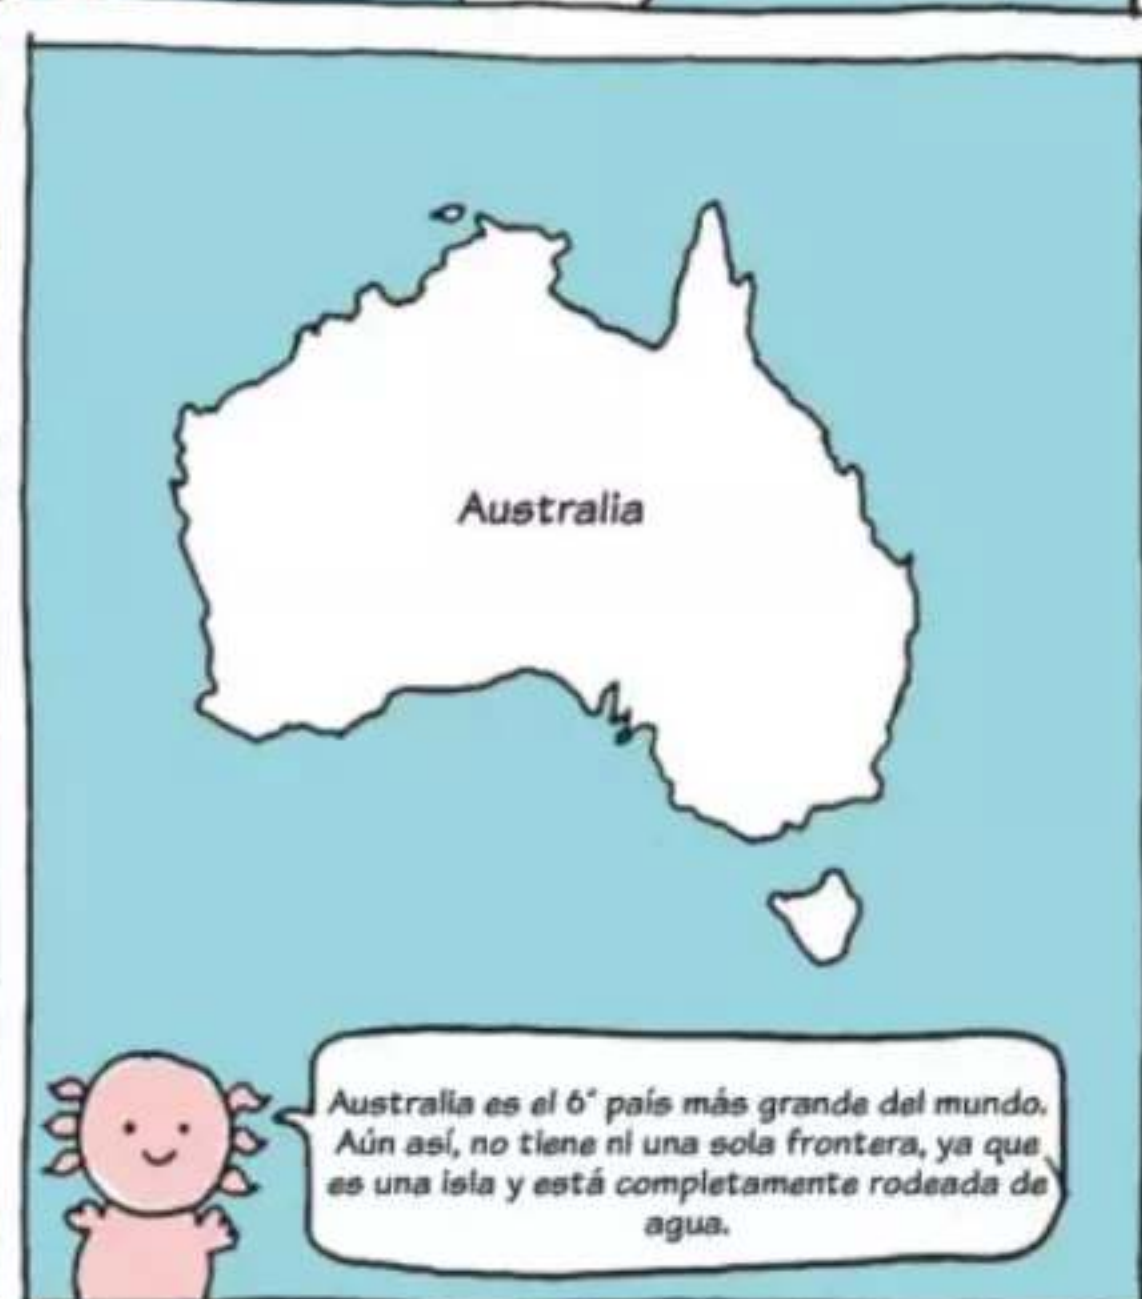 Australia
Australia es el 6° país más grande del mundo.
Aún así, no tiene ni una sola frontera, ya que
es una isla y está completamente rodeada de
agua.